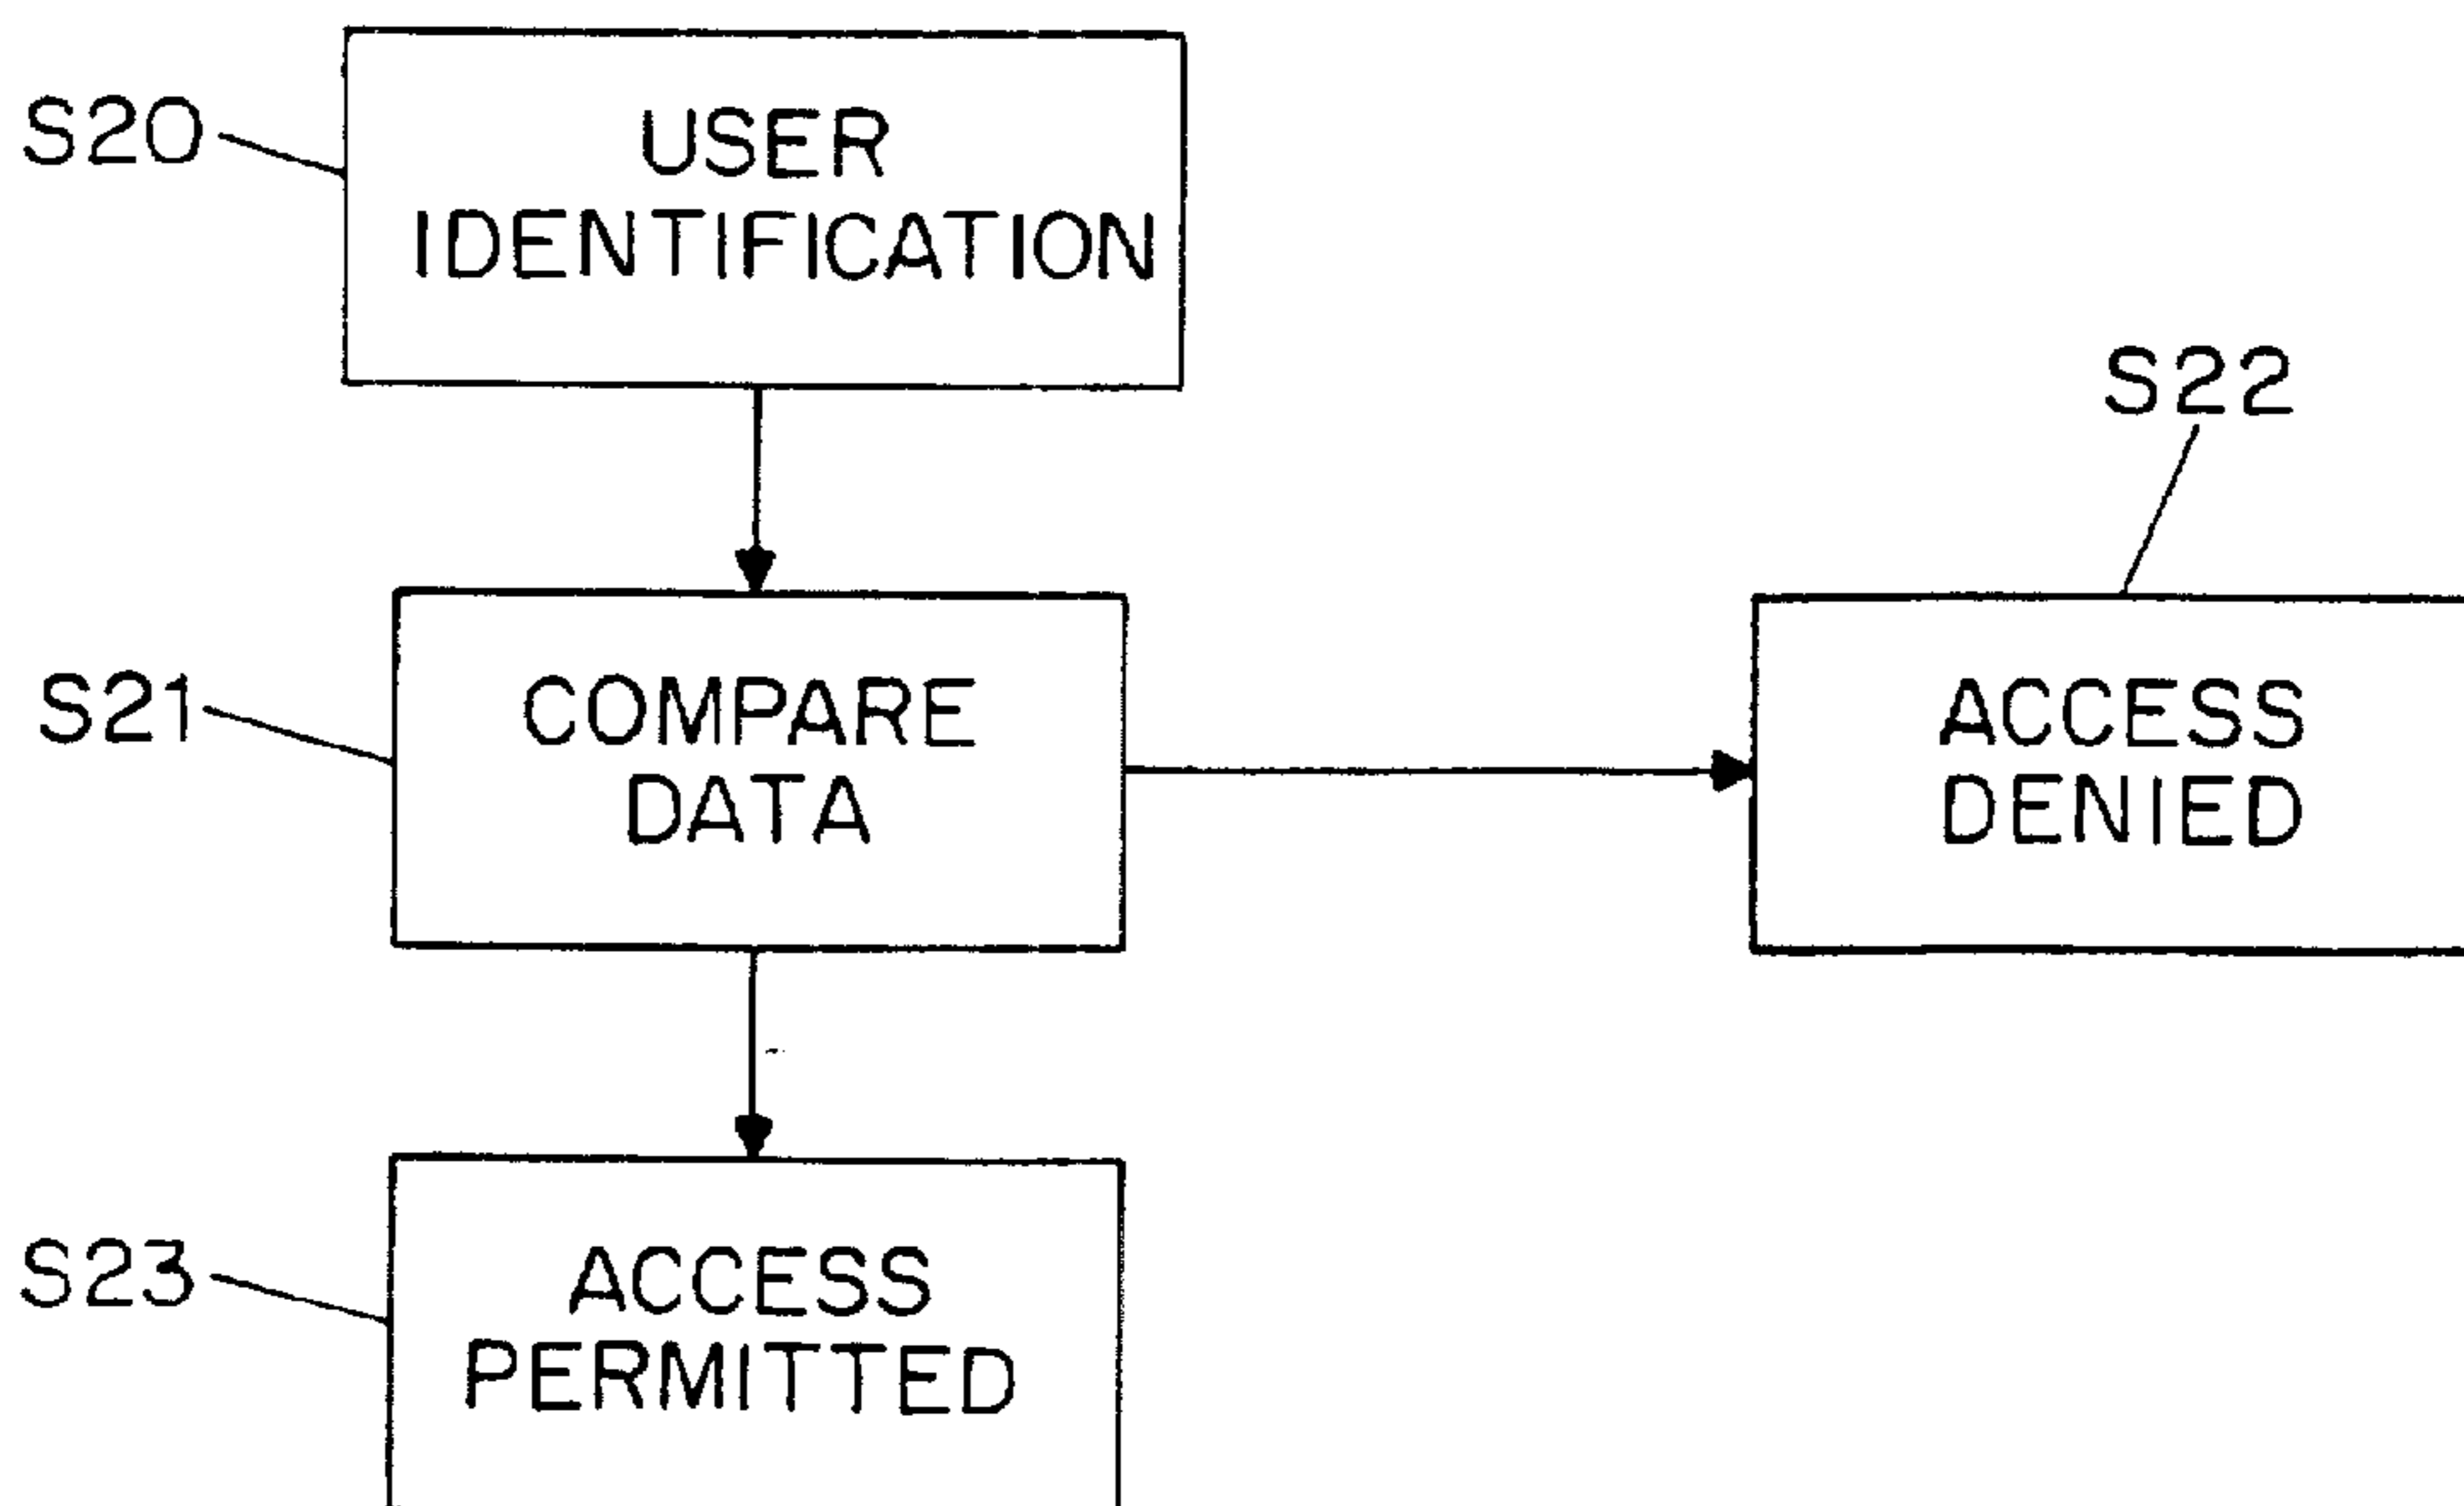 S20
USER
IDENTIFICATION
S22
S21
COMPARE
DATA
ACCESS
DENIED
S23
ACCESS
PERMITTED